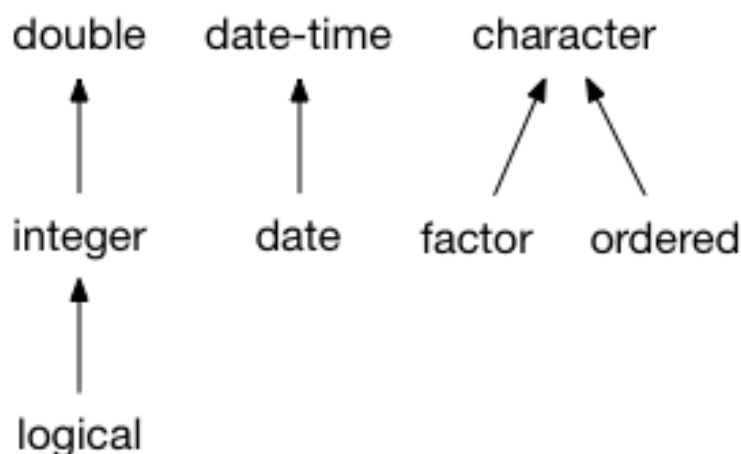 double date-time character
integer date factor ordered
logical